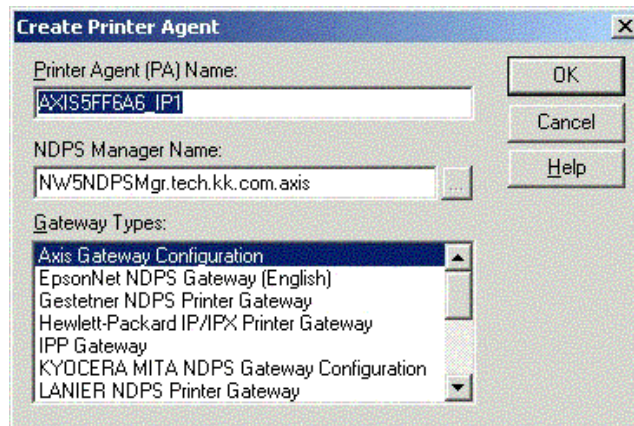 Create Printer Agent
Printer Agent (PA) Name:
AXIS5FF6A6_IP1
OK
Cancel
NDPS Manager Name:
NW5NDPSMgr.tech.kk.com.axis
...
Help
Gateway Types:
Axis Gateway Configuration
EpsonNet NDPS Gateway (English)
Gestetner NDPS Printer Gateway
Hewlett-Packard IP/IPX Printer Gateway
IPP Gateway
KYOCERA MITA NDPS Gateway Configuration
LANIER NDPS Printer Gateway